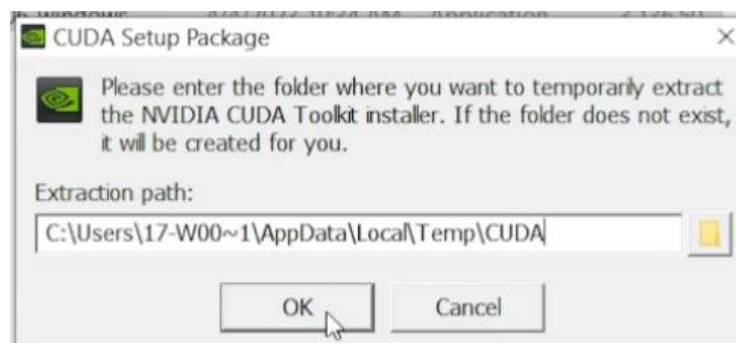 CUDA Setup Package
Please enter the folder where you want to temporarily extract
the NVIDIA CUDA Toolkit installer. If the folder does not exist,
it will be created for you.
Extraction path:
C:\Users\17-W00~1\AppData\Local\Temp\CUDA
OK
Cancel